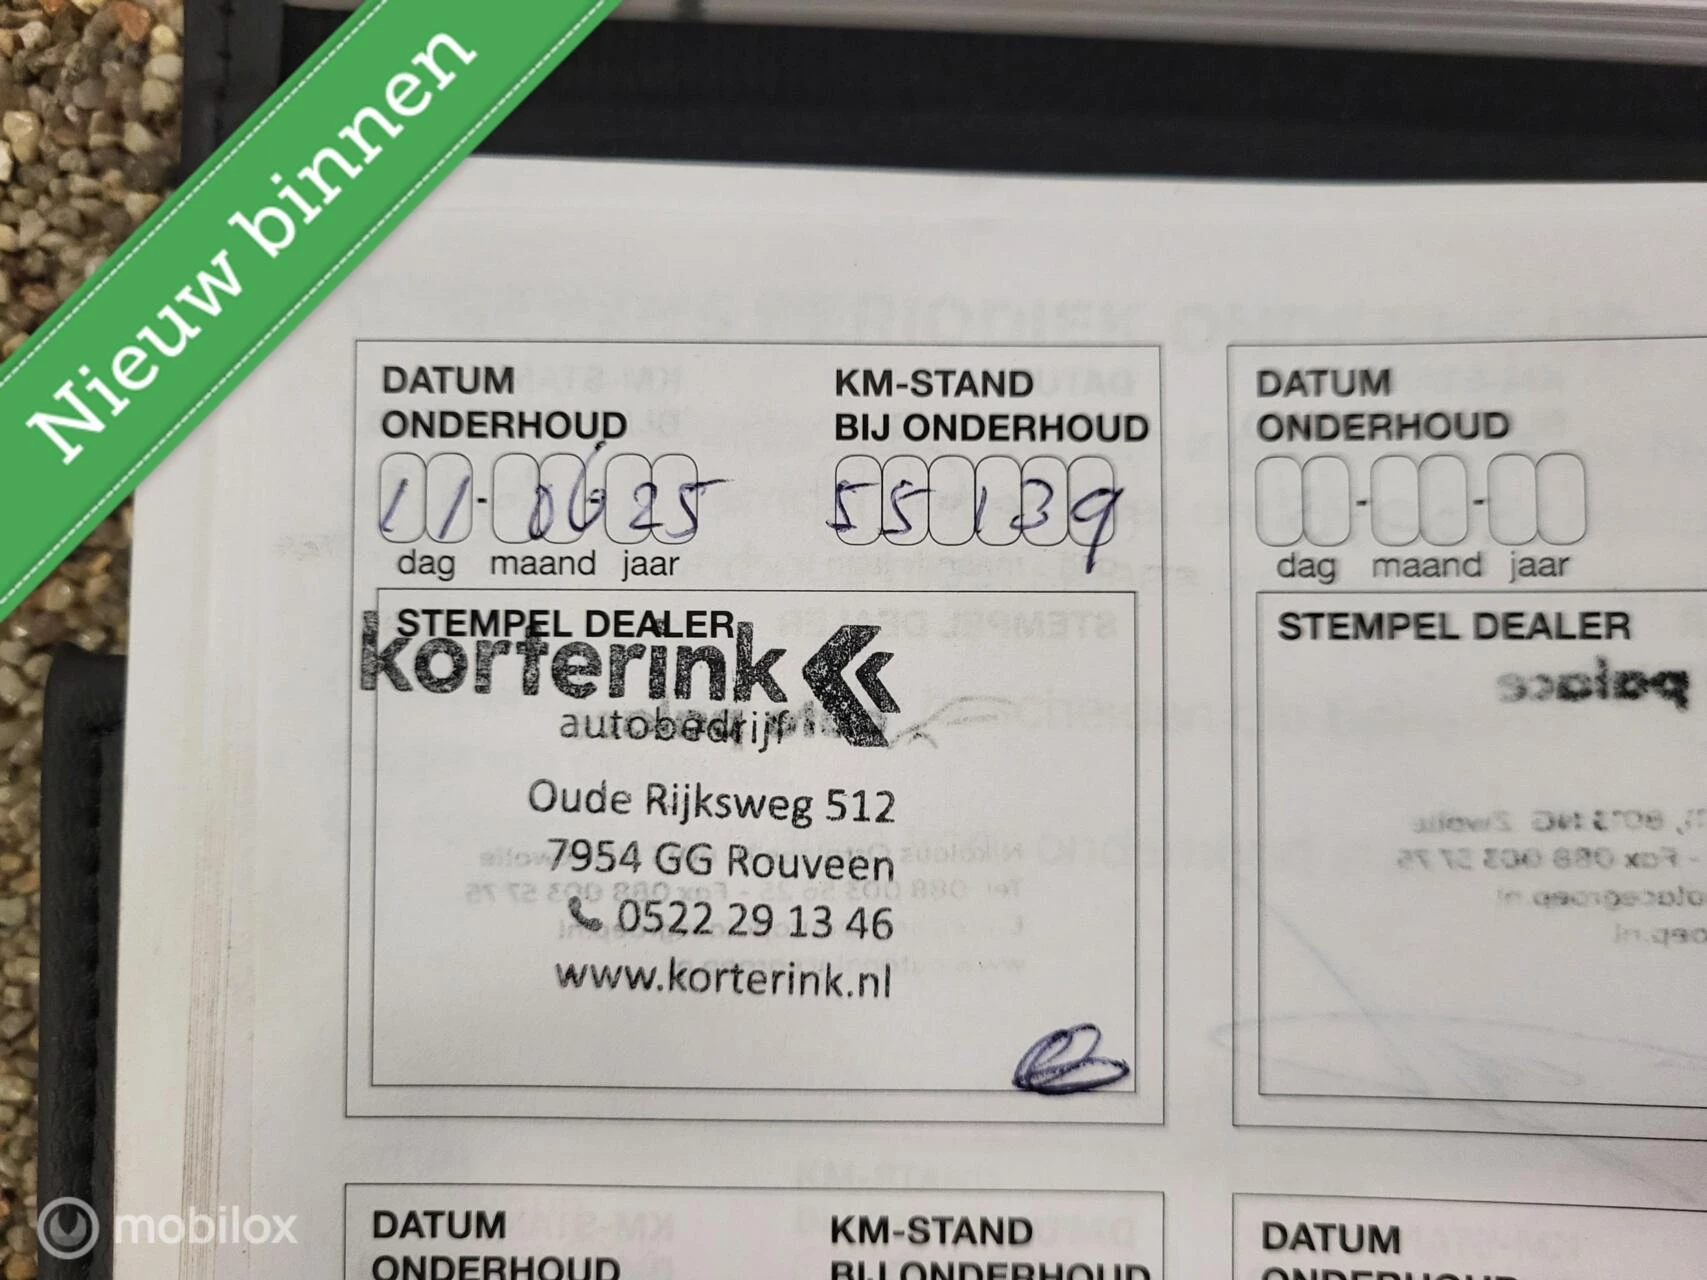 Nieuw binnen
DATUM
ONDERHOUD
11-06-25
dag maand jaar
KM-STAND
BIJ ONDERHOUD
55139
STEMPEL DEALER
korterink
autobedrijf
Oude Rijksweg 512
7954 GG Rouveen
0522 29 13 46
www.korterink.nl
DATUM
ONDERHOUD
- -
dag maand jaar
STEMPEL DEALER
DATUM
ONDERHOUD
KM-STAND
BIJ ONDERHOUD
DATUM
ONDERHOUD
mobilox